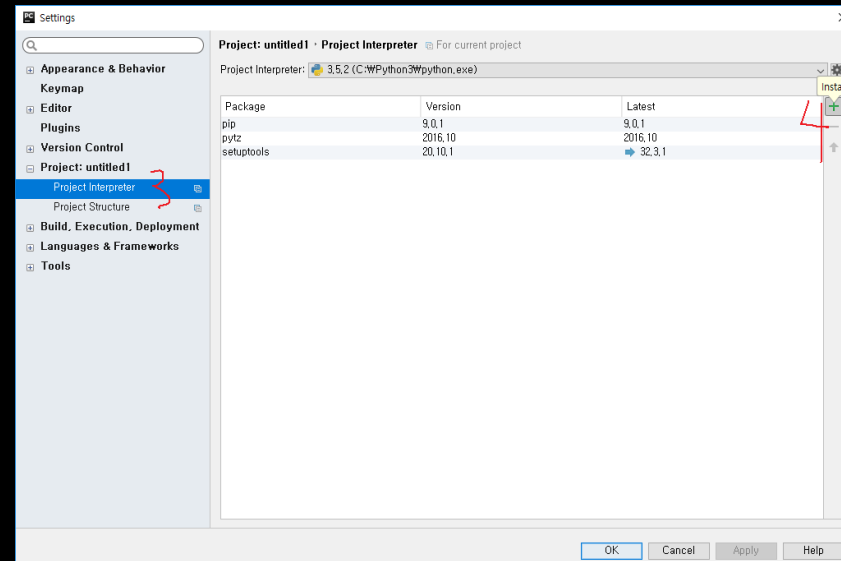 PC Settings
Project: untitled1 › Project Interpreter For current project
Appearance & Behavior
Project Interpreter: 3,5,2 (C:₩Python3₩python,exe)
Keymap
Insta
Editor
Package Version Latest
Plugins
pip 9,0,1 9,0,1
Version Control
pytz 2016,10 2016,10
setuptools 20,10,1 32,3,1
Project: untitled1
3
4
Project Interpreter
Project Structure
Build, Execution, Deployment
Languages & Frameworks
Tools
OK Cancel Apply Help